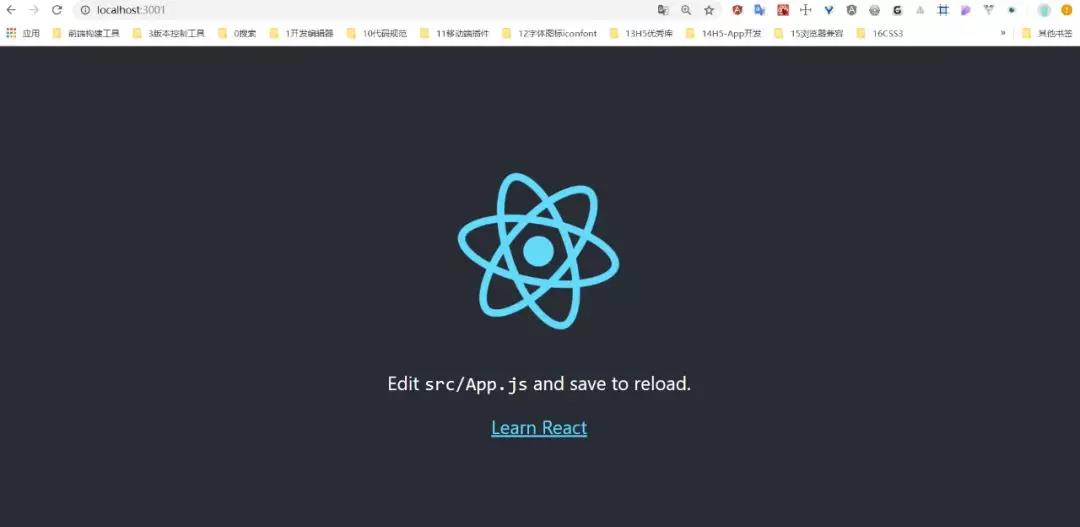 localhost:3001
应用 前端构建工具 3版本控制工具 0搜索 1开发编辑器 10代码规范 11移动端插件 12字体图标iconfont 13H5优秀库 14H5-App开发 15浏览器兼容 16CSS3 » 其他书签
Edit src/App.js and save to reload.
Learn React